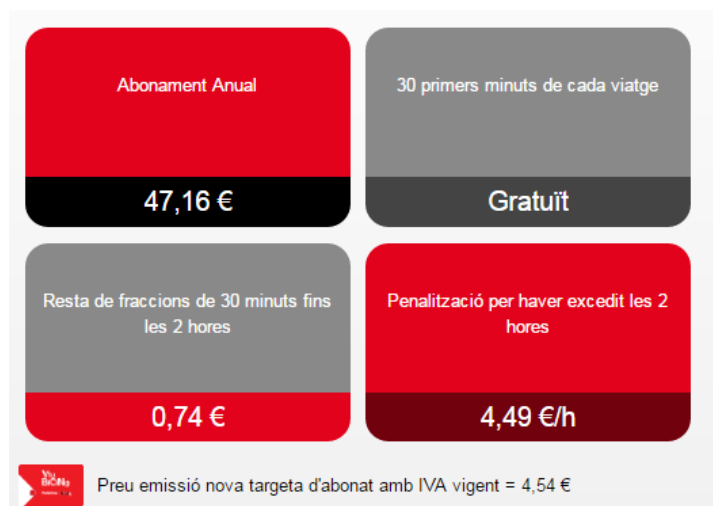 Abonament Anual
47,16 €
30 primers minuts de cada viatge
Gratuït
Resta de fraccions de 30 minuts fins
les 2 hores
0,74 €
Penalització per haver excedit les 2
hores
4,49 €/h
Preu emissió nova targeta d'abonat amb IVA vigent = 4,54 €